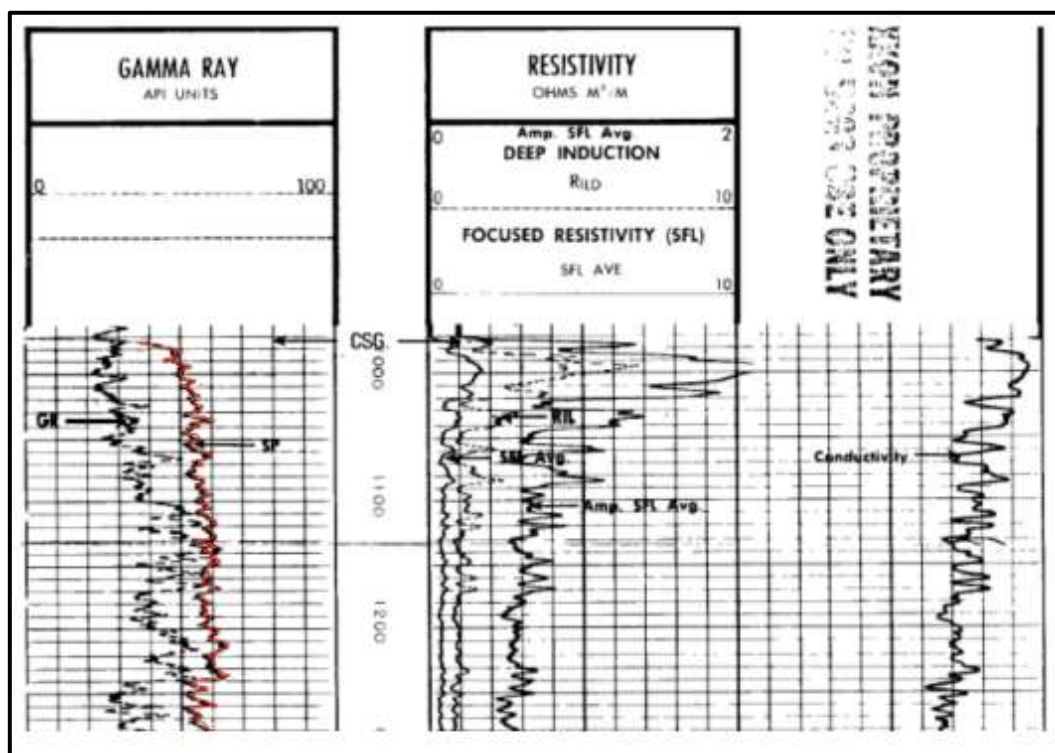 GAMMA RAY
API UNITS
0 100
RESISTIVITY
OHMS M²/M
Amp. SFL Avg.
0 2
DEEP INDUCTION
RILD
0 10
FOCUSED RESISTIVITY (SFL)
SFL AVE
0 10
PROPRIETARY
USE ONLY
CSG
000
GR
RIL
SP
SFL Avg.
Conductivity
1100
Amp. SFL Avg.
1200